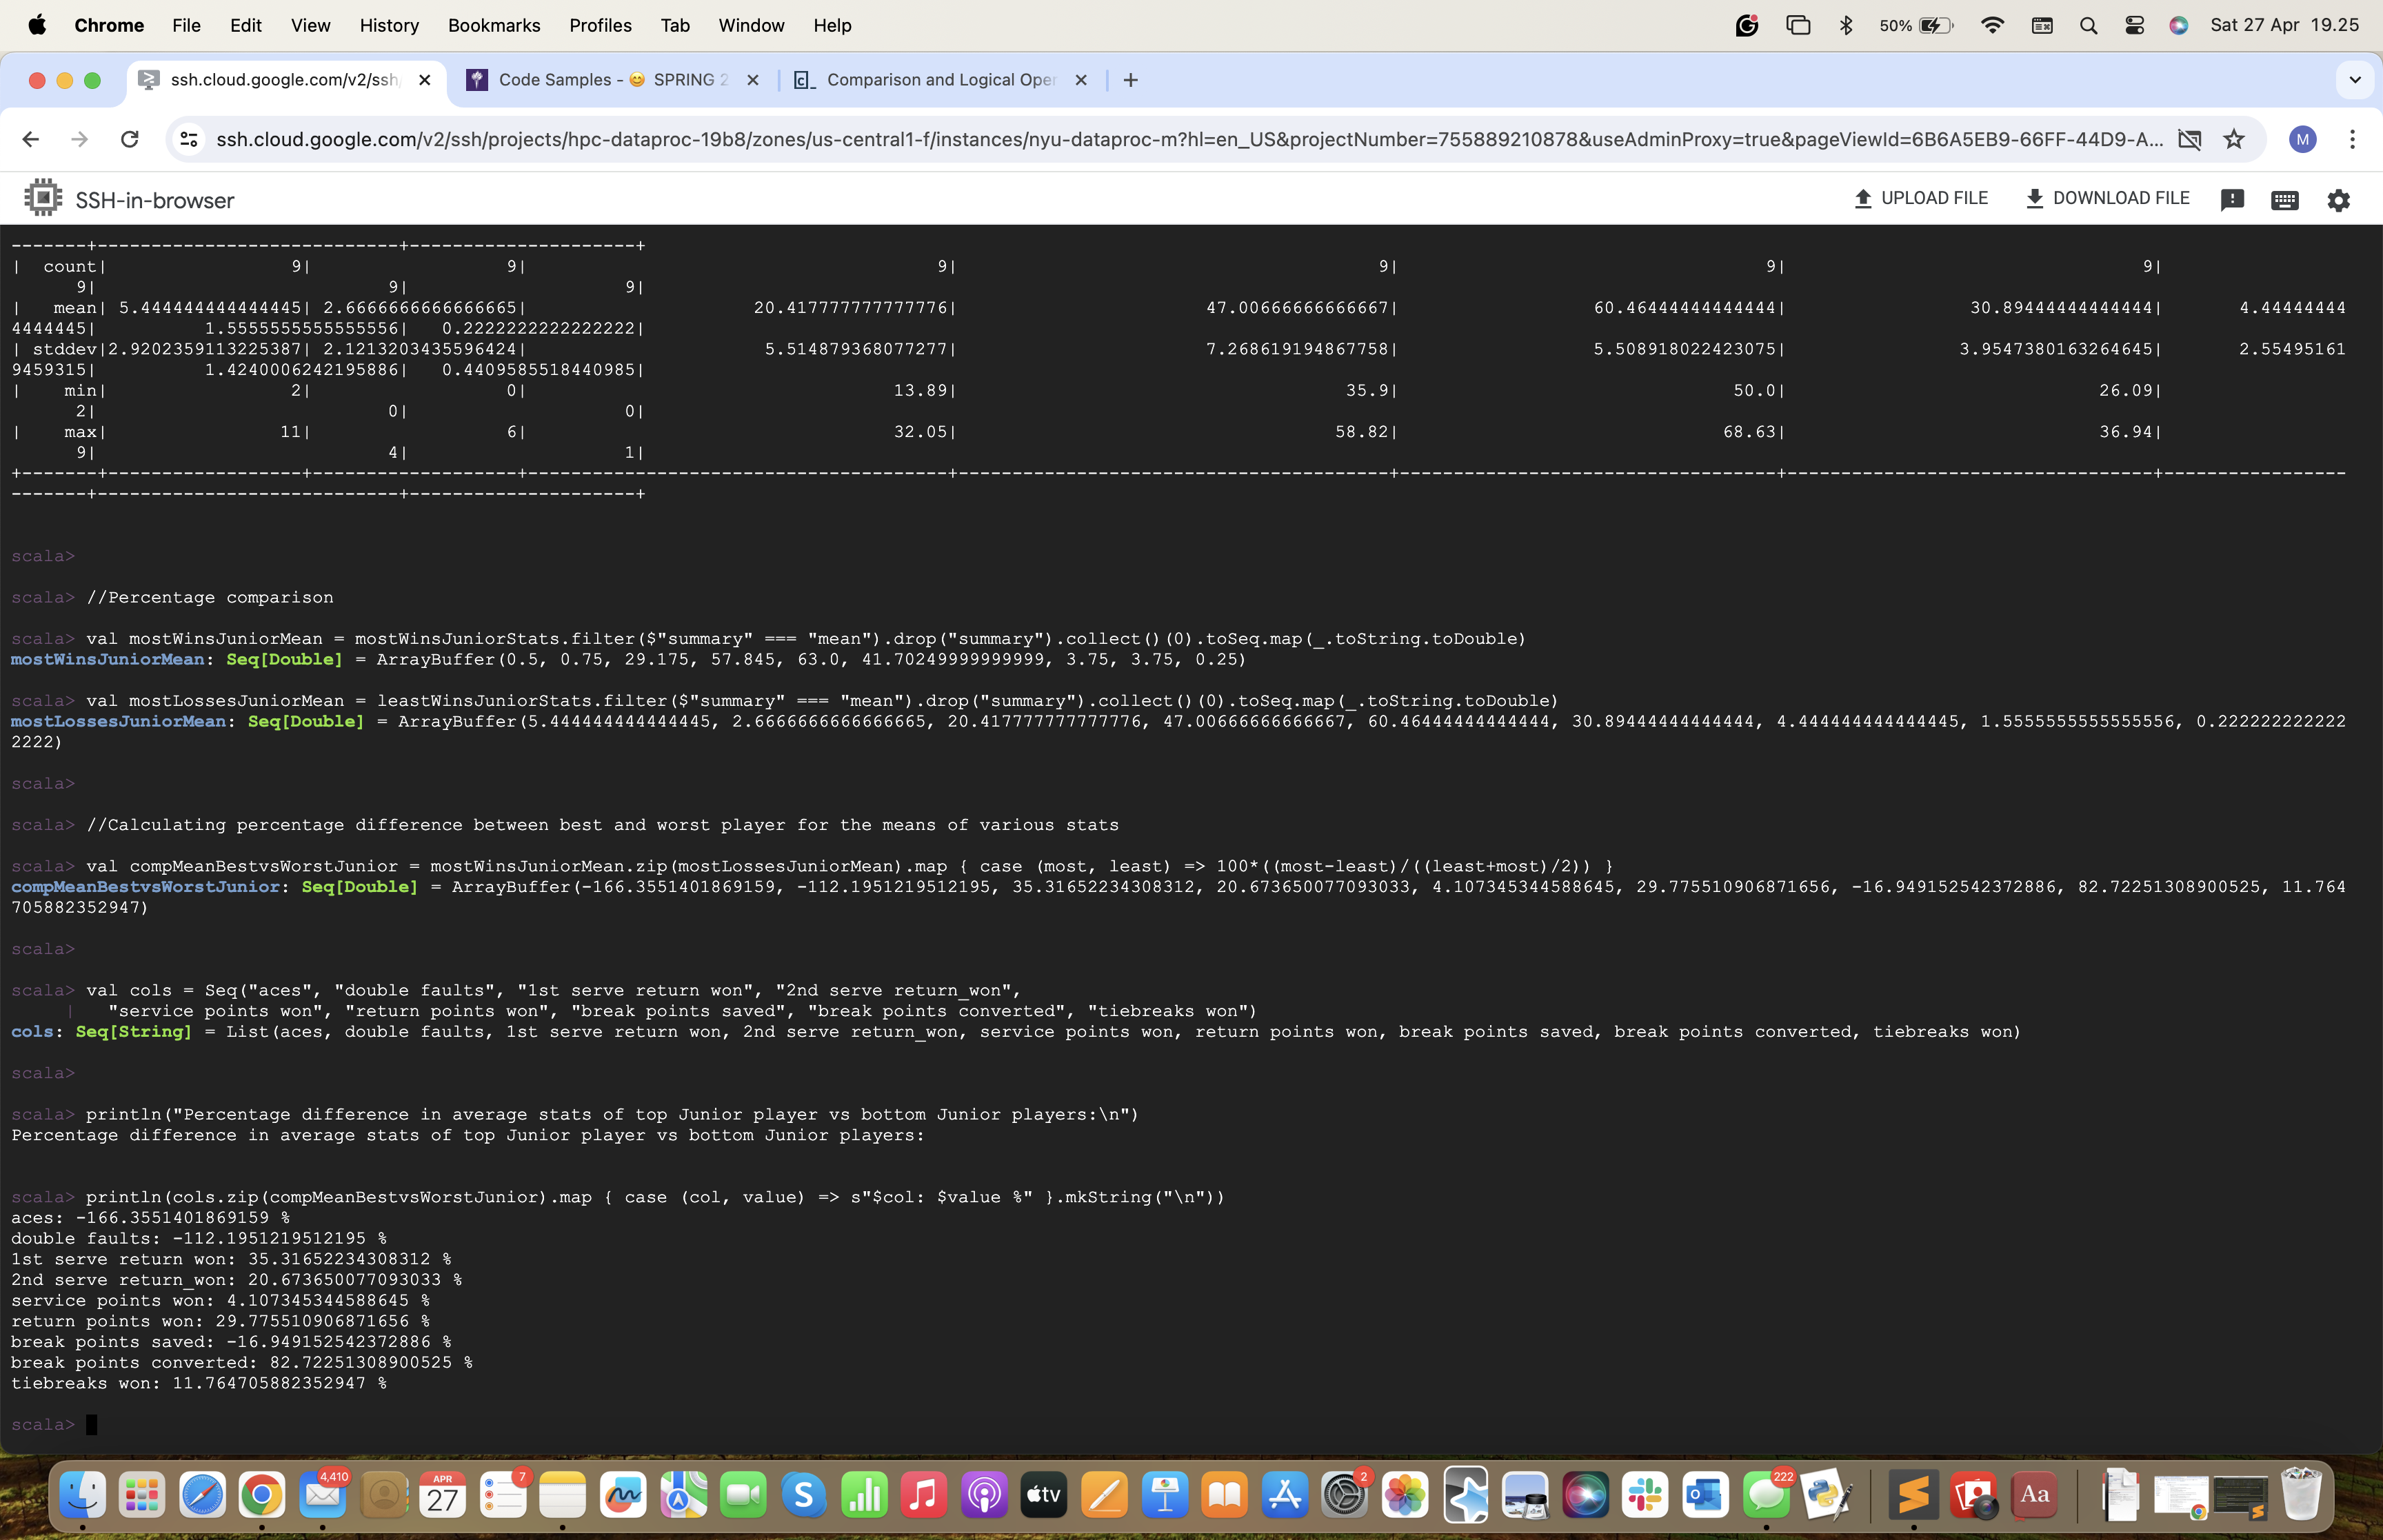 Chrome File Edit View History Bookmarks Profiles Tab Window Help 50% Sat 27 Apr 19.25
ssh.cloud.google.com/v2/ssh Code Samples - 😊 SPRING 2 Comparison and Logical Oper
ssh.cloud.google.com/v2/ssh/projects/hpc-dataproc-19b8/zones/us-central1-f/instances/nyu-dataproc-m?hl=en_US&projectNumber=755889210878&useAdminProxy=true&pageViewId=6B6A5EB9-66FF-44D9-A... M
SSH-in-browser UPLOAD FILE DOWNLOAD FILE
-------+----------------------------+---------------------+
| count| 9| 9| 9| 9| 9| 9|
9| 9| 9|
| mean| 5.444444444444445| 2.6666666666666665| 20.417777777777776| 47.00666666666667| 60.46444444444444| 30.89444444444444| 4.44444444
4444445| 1.5555555555555556| 0.2222222222222222|
| stddev|2.9202359113225387| 2.1213203435596424| 5.514879368077277| 7.268619194867758| 5.508918022423075| 3.9547380163264645| 2.55495161
9459315| 1.4240006242195886| 0.4409585518440985|
| min| 2| 0| 13.89| 35.9| 50.0| 26.09|
2| 0| 0|
| max| 11| 6| 32.05| 58.82| 68.63| 36.94|
9| 4| 1|
+-------+------------------+-------------------+---------------------------------------+----------------------------------------+-----------------------------------+----------------------------------+-----------------
-------+----------------------------+---------------------+
scala>
scala> //Percentage comparison
scala> val mostWinsJuniorMean = mostWinsJuniorStats.filter($"summary" === "mean").drop("summary").collect()(0).toSeq.map(_.toString.toDouble)
mostWinsJuniorMean: Seq[Double] = ArrayBuffer(0.5, 0.75, 29.175, 57.845, 63.0, 41.70249999999999, 3.75, 3.75, 0.25)
scala> val mostLossesJuniorMean = leastWinsJuniorStats.filter($"summary" === "mean").drop("summary").collect()(0).toSeq.map(_.toString.toDouble)
mostLossesJuniorMean: Seq[Double] = ArrayBuffer(5.444444444444445, 2.6666666666666665, 20.417777777777776, 47.00666666666667, 60.46444444444444, 30.89444444444444, 4.444444444444445, 1.5555555555555556, 0.222222222222
2222)
scala>
scala> //Calculating percentage difference between best and worst player for the means of various stats
scala> val compMeanBestvsWorstJunior = mostWinsJuniorMean.zip(mostLossesJuniorMean).map { case (most, least) => 100*((most-least)/((least+most)/2)) }
compMeanBestvsWorstJunior: Seq[Double] = ArrayBuffer(-166.3551401869159, -112.1951219512195, 35.31652234308312, 20.673650077093033, 4.107345344588645, 29.775510906871656, -16.949152542372886, 82.72251308900525, 11.764
705882352947)
scala>
scala> val cols = Seq("aces", "double faults", "1st serve return won", "2nd serve return_won",
| "service points won", "return points won", "break points saved", "break points converted", "tiebreaks won")
cols: Seq[String] = List(aces, double faults, 1st serve return won, 2nd serve return_won, service points won, return points won, break points saved, break points converted, tiebreaks won)
scala>
scala> println("Percentage difference in average stats of top Junior player vs bottom Junior players:\n")
Percentage difference in average stats of top Junior player vs bottom Junior players:
scala> println(cols.zip(compMeanBestvsWorstJunior).map { case (col, value) => s"$col: $value %" }.mkString("\n"))
aces: -166.3551401869159 %
double faults: -112.1951219512195 %
1st serve return won: 35.31652234308312 %
2nd serve return_won: 20.673650077093033 %
service points won: 4.107345344588645 %
return points won: 29.775510906871656 %
break points saved: -16.949152542372886 %
break points converted: 82.72251308900525 %
tiebreaks won: 11.764705882352947 %
scala>
4,410 APR 27 7 tv 2 222 Aa